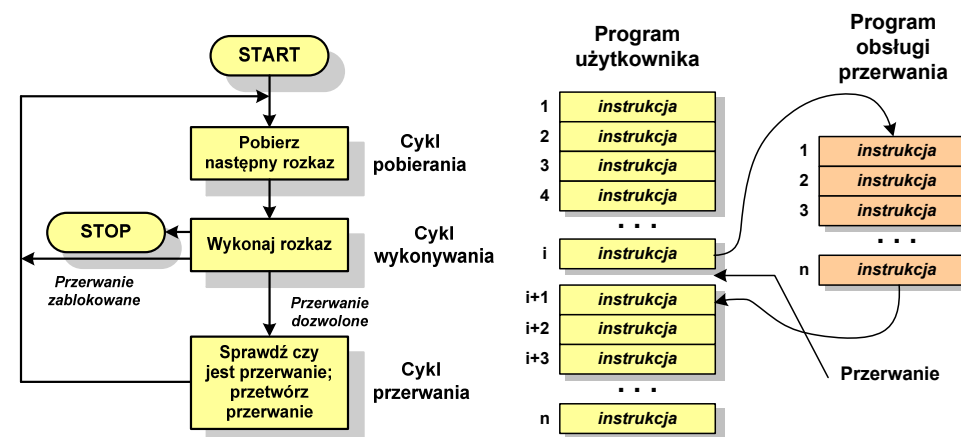 START
Pobierz
następny rozkaz
Cykl
pobierania
STOP
Wykonaj rozkaz
Cykl
wykonywania
Przerwanie
zablokowane
Przerwanie
dozwolone
Sprawdź czy
jest przerwanie;
przetwórz
przerwanie
Cykl
przerwania
Program
użytkownika
1 instrukcja
2 instrukcja
3 instrukcja
4 instrukcja
. . .
i instrukcja
i+1 instrukcja
i+2 instrukcja
i+3 instrukcja
. . .
n instrukcja
Program
obsługi
przerwania
1 instrukcja
2 instrukcja
3 instrukcja
. . .
n instrukcja
Przerwanie